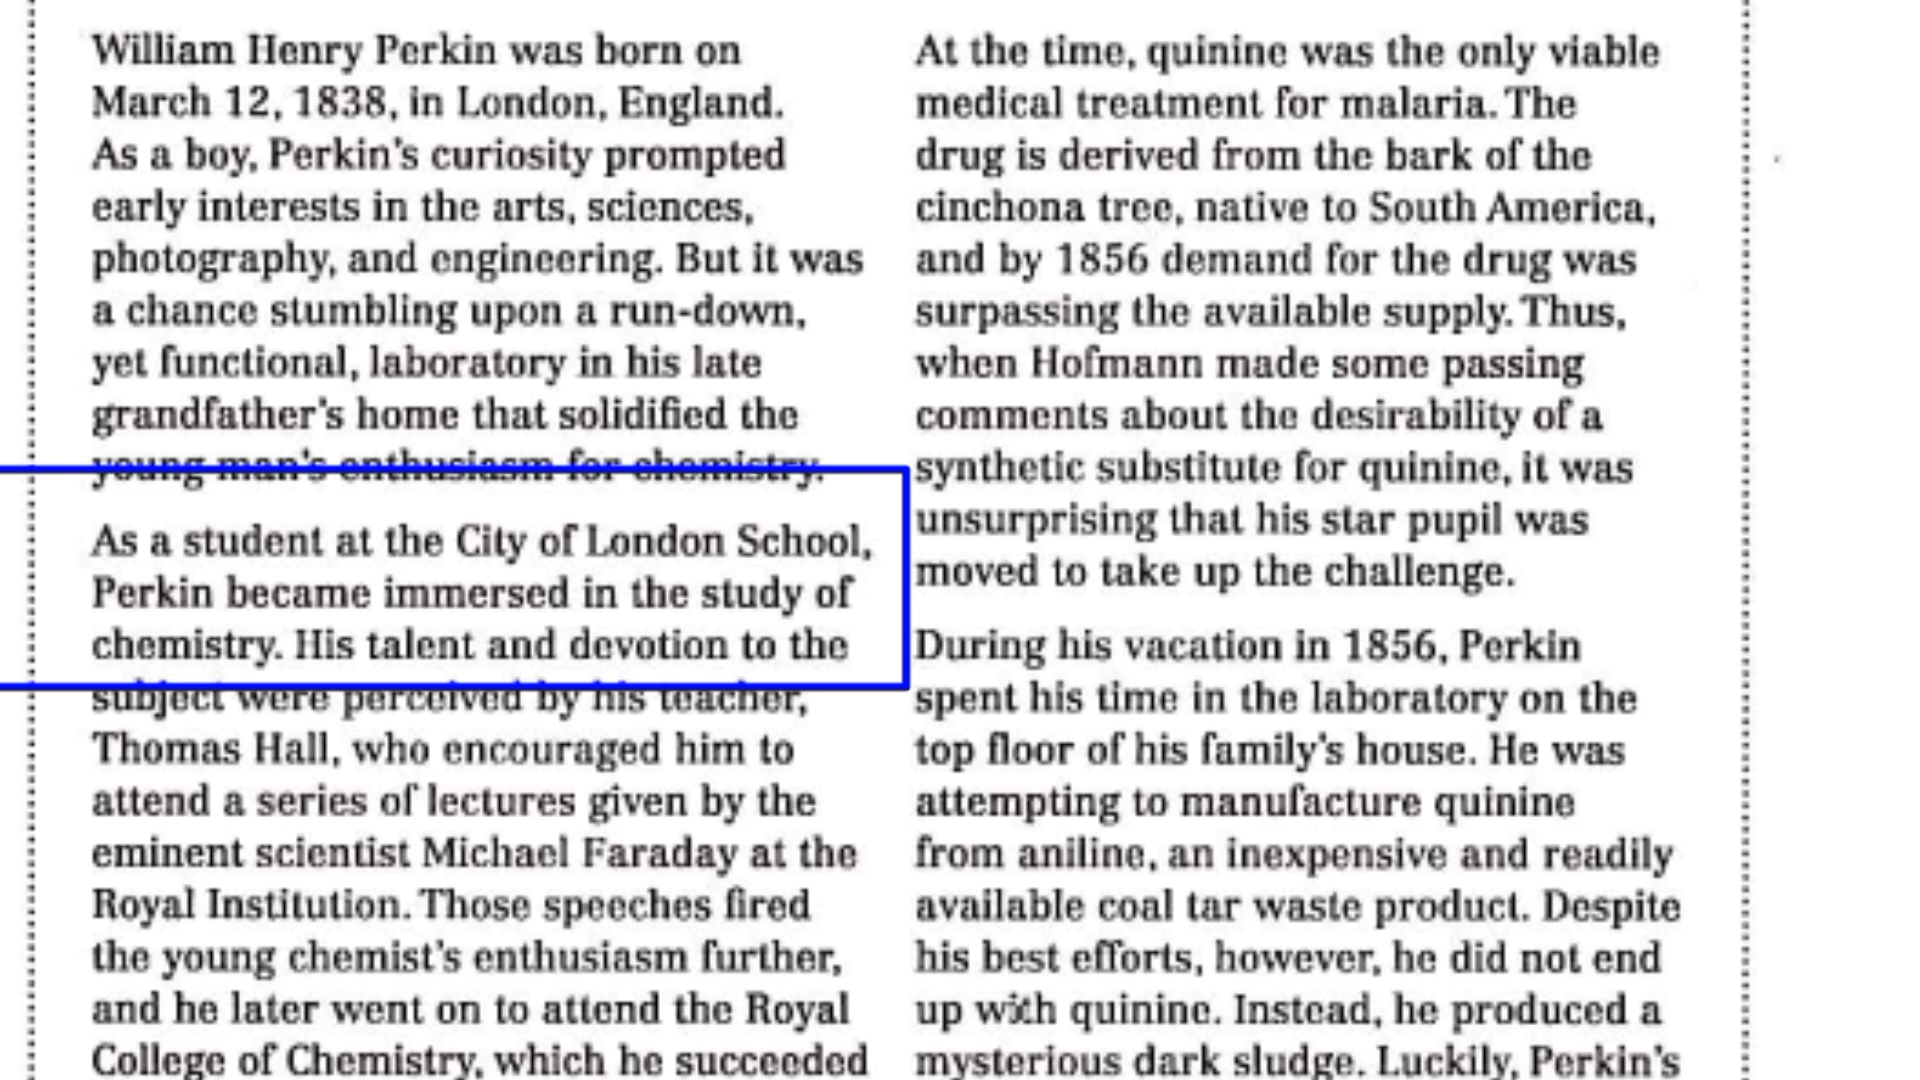 William Henry Perkin was born on
March 12, 1838, in London, England.
As a boy, Perkin's curiosity prompted
early interests in the arts, sciences,
photography, and engineering. But it was
a chance stumbling upon a run-down,
yet functional, laboratory in his late
grandfather's home that solidified the
young man's enthusiasm for chemistry.
As a student at the City of London School,
Perkin became immersed in the study of
chemistry. His talent and devotion to the
subject were perceived by his teacher,
Thomas Hall, who encouraged him to
attend a series of lectures given by the
eminent scientist Michael Faraday at the
Royal Institution. Those speeches fired
the young chemist's enthusiasm further,
and he later went on to attend the Royal
College of Chemistry, which he succeeded
At the time, quinine was the only viable
medical treatment for malaria. The
drug is derived from the bark of the
cinchona tree, native to South America,
and by 1856 demand for the drug was
surpassing the available supply. Thus,
when Hofmann made some passing
comments about the desirability of a
synthetic substitute for quinine, it was
unsurprising that his star pupil was
moved to take up the challenge.
During his vacation in 1856, Perkin
spent his time in the laboratory on the
top floor of his family's house. He was
attempting to manufacture quinine
from aniline, an inexpensive and readily
available coal tar waste product. Despite
his best efforts, however, he did not end
up with quinine. Instead, he produced a
mysterious dark sludge. Luckily, Perkin's